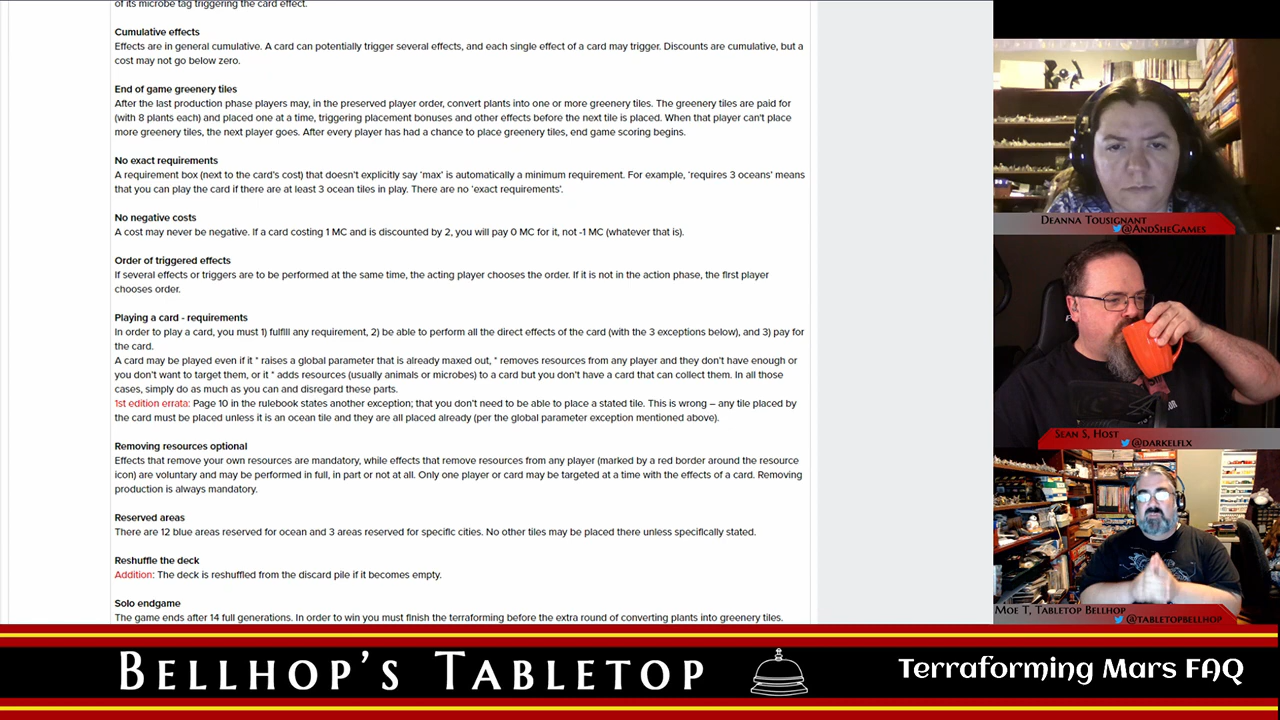 of its microbe tag triggering the card effect.
Cumulative effects
Effects are in general cumulative. A card can potentially trigger several effects, and each single effect of a card may trigger. Discounts are cumulative, but a
cost may not go below zero.
End of game greenery tiles
After the last production phase players may, in the preserved player order, convert plants into one or more greenery tiles. The greenery tiles are paid for
(with 8 plants each) and placed one at a time, triggering placement bonuses and other effects before the next tile is placed. When that player can't place
more greenery tiles, the next player goes. After every player has had a chance to place greenery tiles, end game scoring begins.
No exact requirements
A requirement box (next to the card's cost) that doesn't explicitly say 'max' is automatically a minimum requirement. For example, 'requires 3 oceans' means
that you can play the card if there are at least 3 ocean tiles in play. There are no 'exact requirements'.
No negative costs
A cost may never be negative. If a card costing 1 MC and is discounted by 2, you will pay 0 MC for it, not -1 MC (whatever that is).
Order of triggered effects
If several effects or triggers are to be performed at the same time, the acting player chooses the order. If it is not in the action phase, the first player
chooses order.
Playing a card - requirements
In order to play a card, you must 1) fulfill any requirement, 2) be able to perform all the direct effects of the card (with the 3 exceptions below), and 3) pay for
the card.
A card may be played even if it * raises a global parameter that is already maxed out, * removes resources from any player and they don't have enough or
you don't want to target them, or it * adds resources (usually animals or microbes) to a card but you don't have a card that can collect them. In all those
cases, simply do as much as you can and disregard these parts.
1st edition errata: Page 10 in the rulebook states another exception; that you don't need to be able to place a stated tile. This is wrong – any tile placed by
the card must be placed unless it is an ocean tile and they are all placed already (per the global parameter exception mentioned above).
Removing resources optional
Effects that remove your own resources are mandatory, while effects that remove resources from any player (marked by a red border around the resource
icon) are voluntary and may be performed in full, in part or not at all. Only one player or card may be targeted at a time with the effects of a card. Removing
production is always mandatory.
Reserved areas
There are 12 blue areas reserved for ocean and 3 areas reserved for specific cities. No other tiles may be placed there unless specifically stated.
Reshuffle the deck
Addition: The deck is reshuffled from the discard pile if it becomes empty.
Solo endgame
The game ends after 14 full generations. In order to win you must finish the terraforming before the extra round of converting plants into greenery tiles.
Deanna Tousignant
@AndSheGames
Sean S, Host
@darkelflx
Moe T, Tabletop Bellhop
@tabletopbellhop
Bellhop's Tabletop
Terraforming Mars FAQ